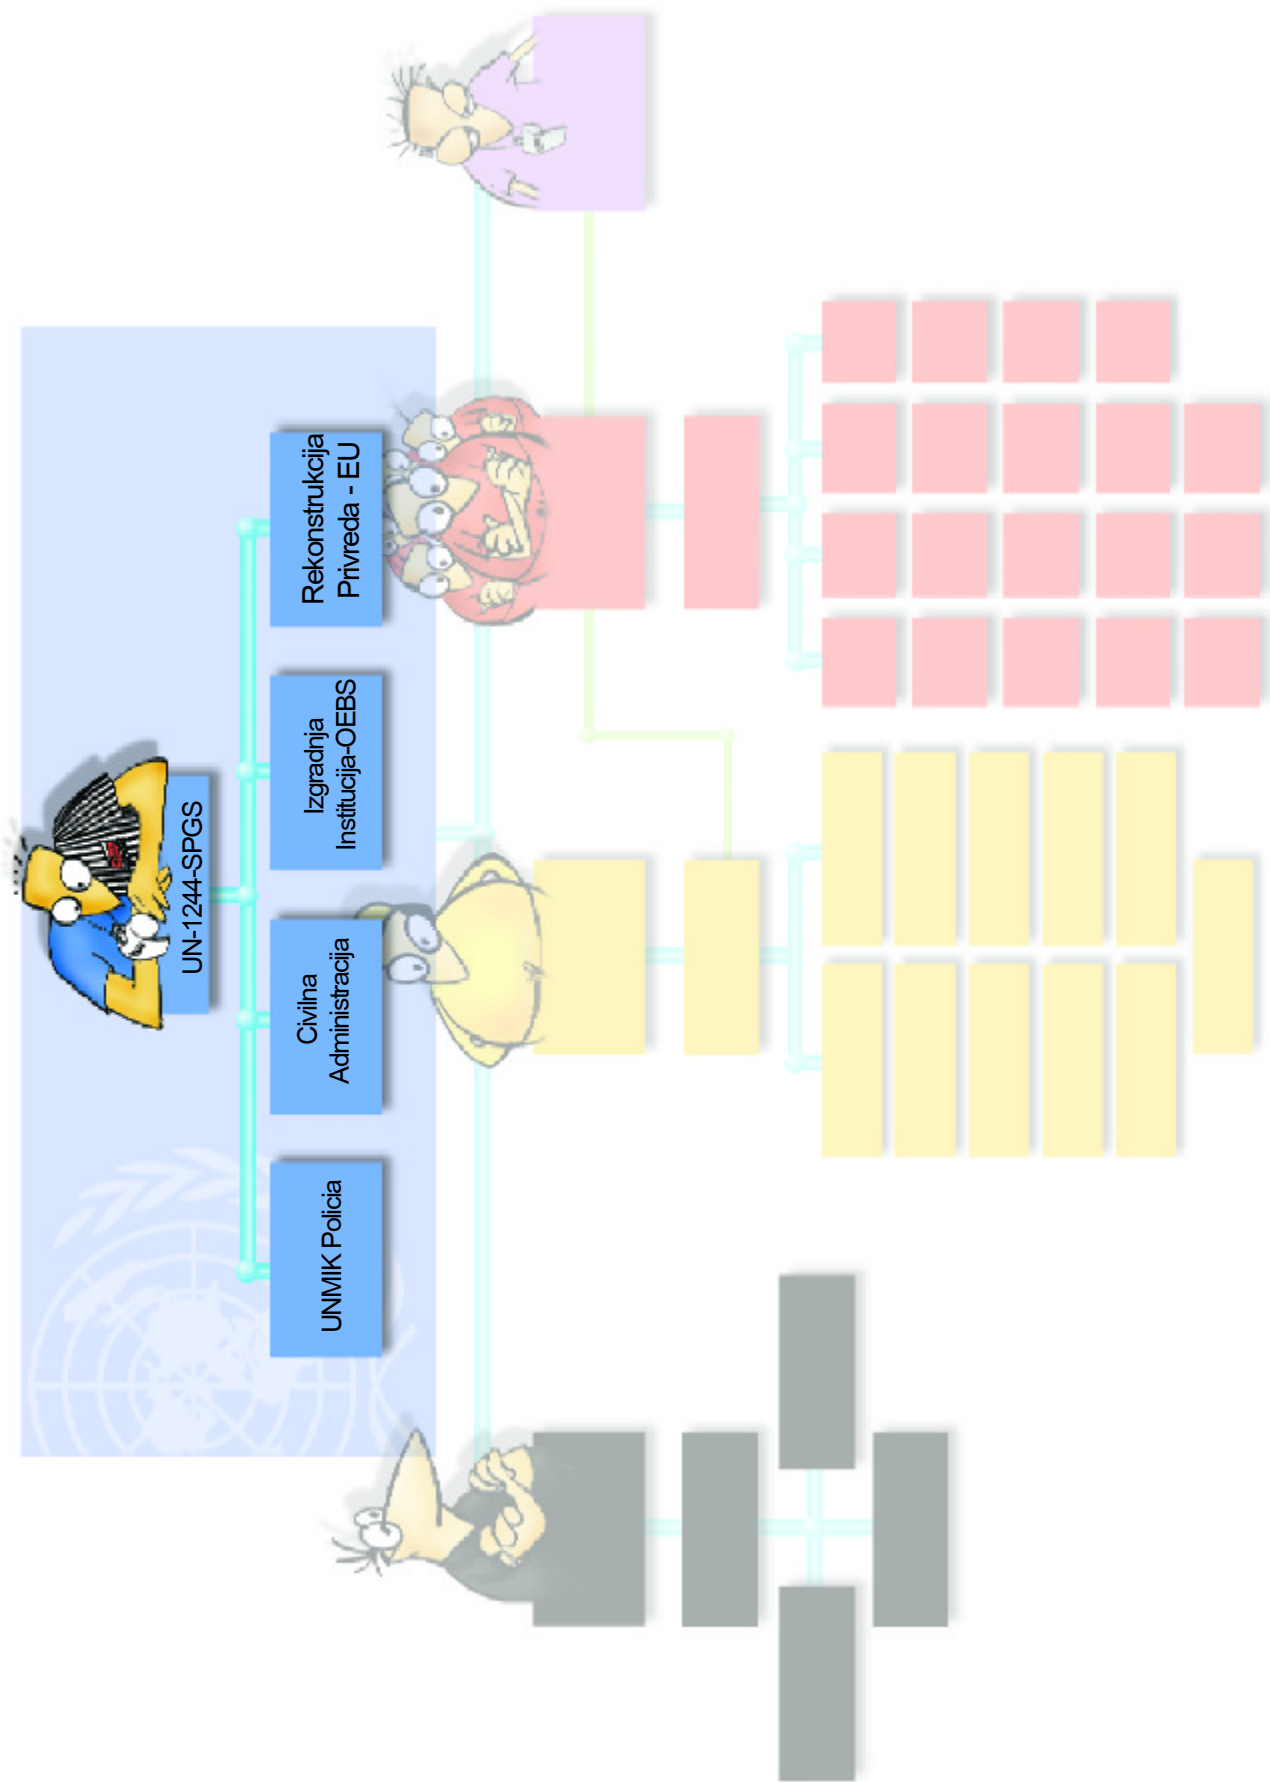 UN-1244-SPGS
UNMIK Policia
Civilna
Administracija
Izgradnja
Institucija-OEBS
Rekonstrukcija
Privreda - EU